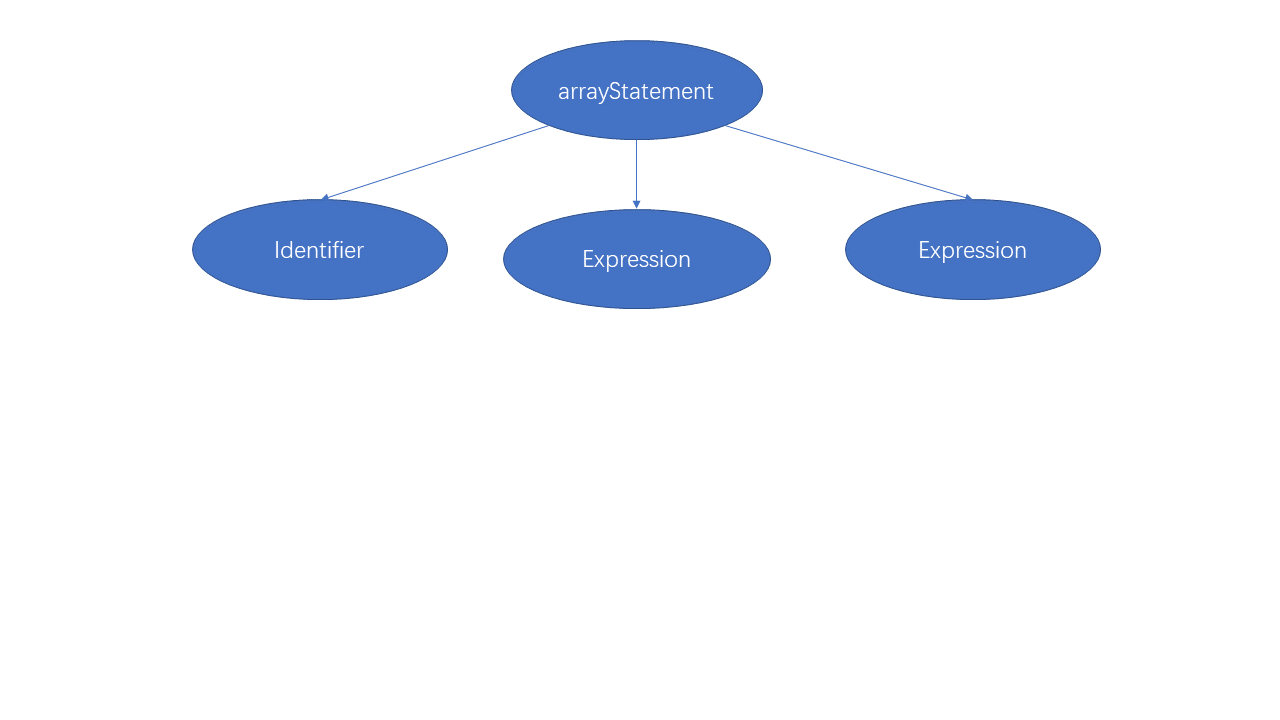 arrayStatement
Identifier
Expression
Expression